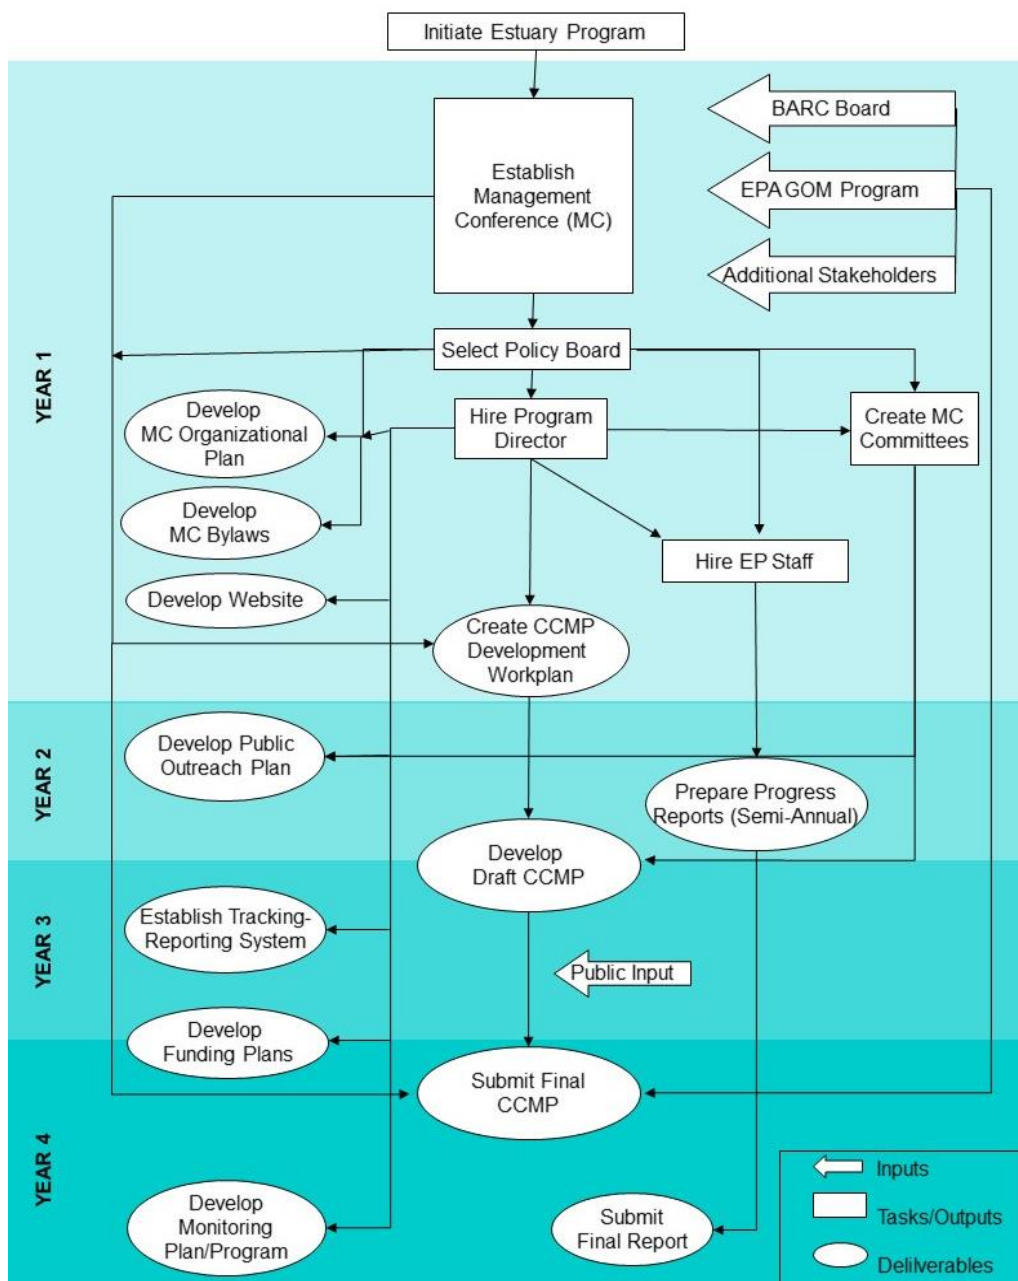 Initiate Estuary Program
BARC Board
Establish
Management
Conference (MC)
EPA GOM Program
Additional Stakeholders
YEAR 1
Select Policy Board
Develop
MC Organizational
Plan
Hire Program
Director
Create MC
Committees
Develop
MC Bylaws
Hire EP Staff
Develop Website
Create CCMP
Development
Workplan
YEAR 2
Develop Public
Outreach Plan
Prepare Progress
Reports (Semi-Annual)
Develop
Draft CCMP
YEAR 3
Establish Tracking-
Reporting System
Public Input
Develop
Funding Plans
Submit Final
CCMP
YEAR 4
Develop
Monitoring
Plan/Program
Submit
Final Report
Inputs
Tasks/Outputs
Delilverables